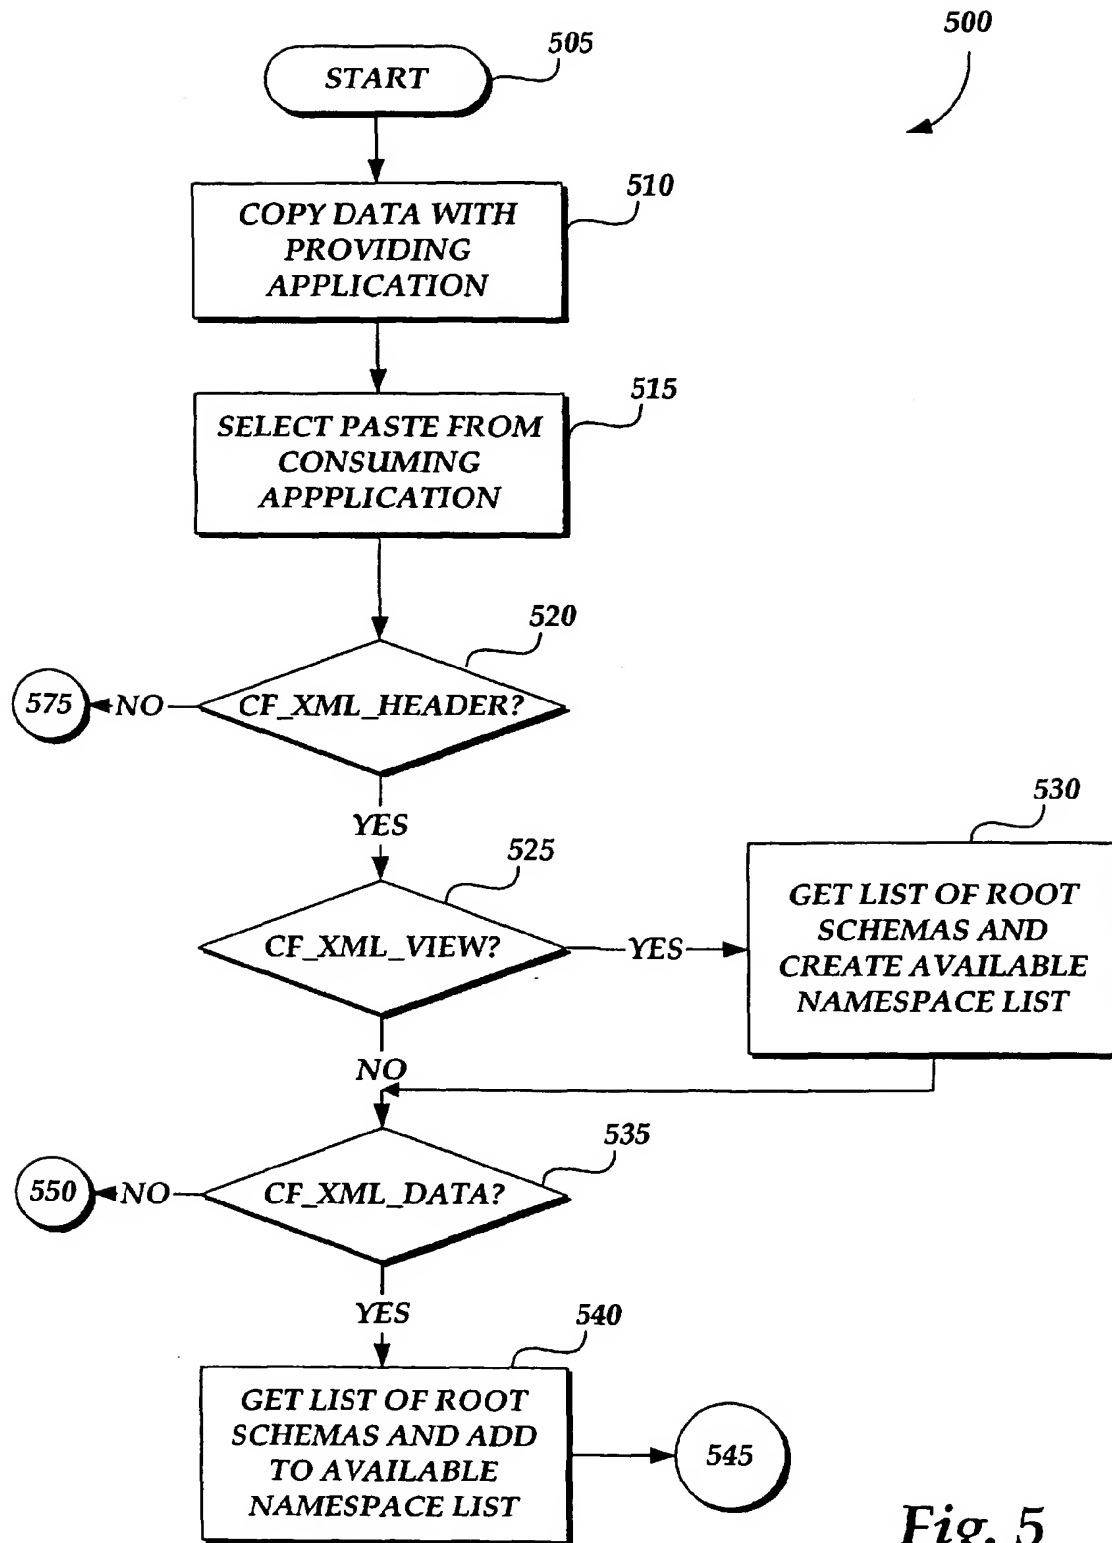 500
505
START
510
COPY DATA WITH
PROVIDING
APPLICATION
515
SELECT PASTE FROM
CONSUMING
APPPLICATION
520
CF_XML_HEADER?
NO
575
YES
525
CF_XML_VIEW?
YES
530
GET LIST OF ROOT
SCHEMAS AND
CREATE AVAILABLE
NAMESPACE LIST
NO
535
CF_XML_DATA?
NO
550
YES
540
GET LIST OF ROOT
SCHEMAS AND ADD
TO AVAILABLE
NAMESPACE LIST
545
Fig. 5